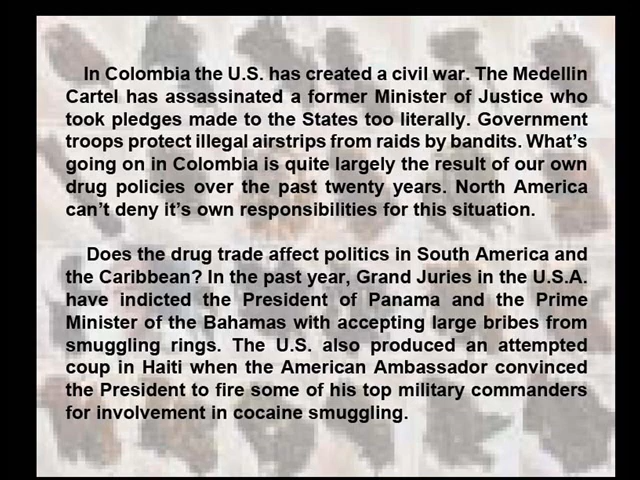 In Colombia the U.S. has created a civil war. The Medellin
Cartel has assassinated a former Minister of Justice who
took pledges made to the States too literally. Government
troops protect illegal airstrips from raids by bandits. What’s
going on in Colombia is quite largely the result of our own
drug policies over the past twenty years. North America
can’t deny it’s own responsibilities for this situation.
Does the drug trade affect politics in South America and
the Caribbean? In the past year, Grand Juries in the U.S.A.
have indicted the President of Panama and the Prime
Minister of the Bahamas with accepting large bribes from
smuggling rings. The U.S. also produced an attempted
coup in Haiti when the American Ambassador convinced
the President to fire some of his top military commanders
for involvement in cocaine smuggling.